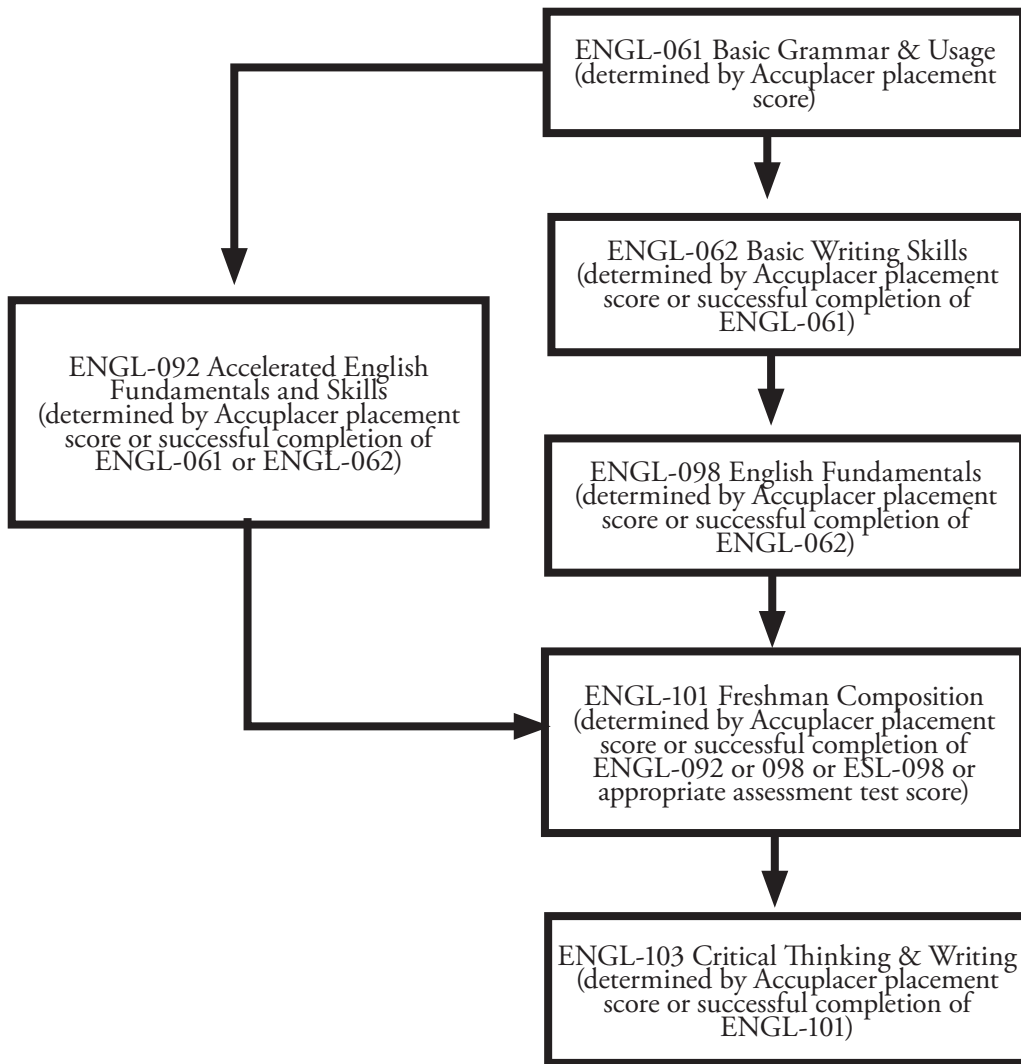 ENGL-061 Basic Grammar & Usage
(determined by Accuplacer placement
score)
ENGL-062 Basic Writing Skills
(determined by Accuplacer placement
score or successful completion of
ENGL-061)
ENGL-092 Accelerated English
Fundamentals and Skills
(determined by Accuplacer placement
score or successful completion of
ENGL-061 or ENGL-062)
ENGL-098 English Fundamentals
(determined by Accuplacer placement
score or successful completion of
ENGL-062)
ENGL-101 Freshman Composition
(determined by Accuplacer placement
score or successful completion of
ENGL-092 or 098 or ESL-098 or
appropriate assessment test score)
ENGL-103 Critical Thinking & Writing
(determined by Accuplacer placement
score or successful completion of
ENGL-101)